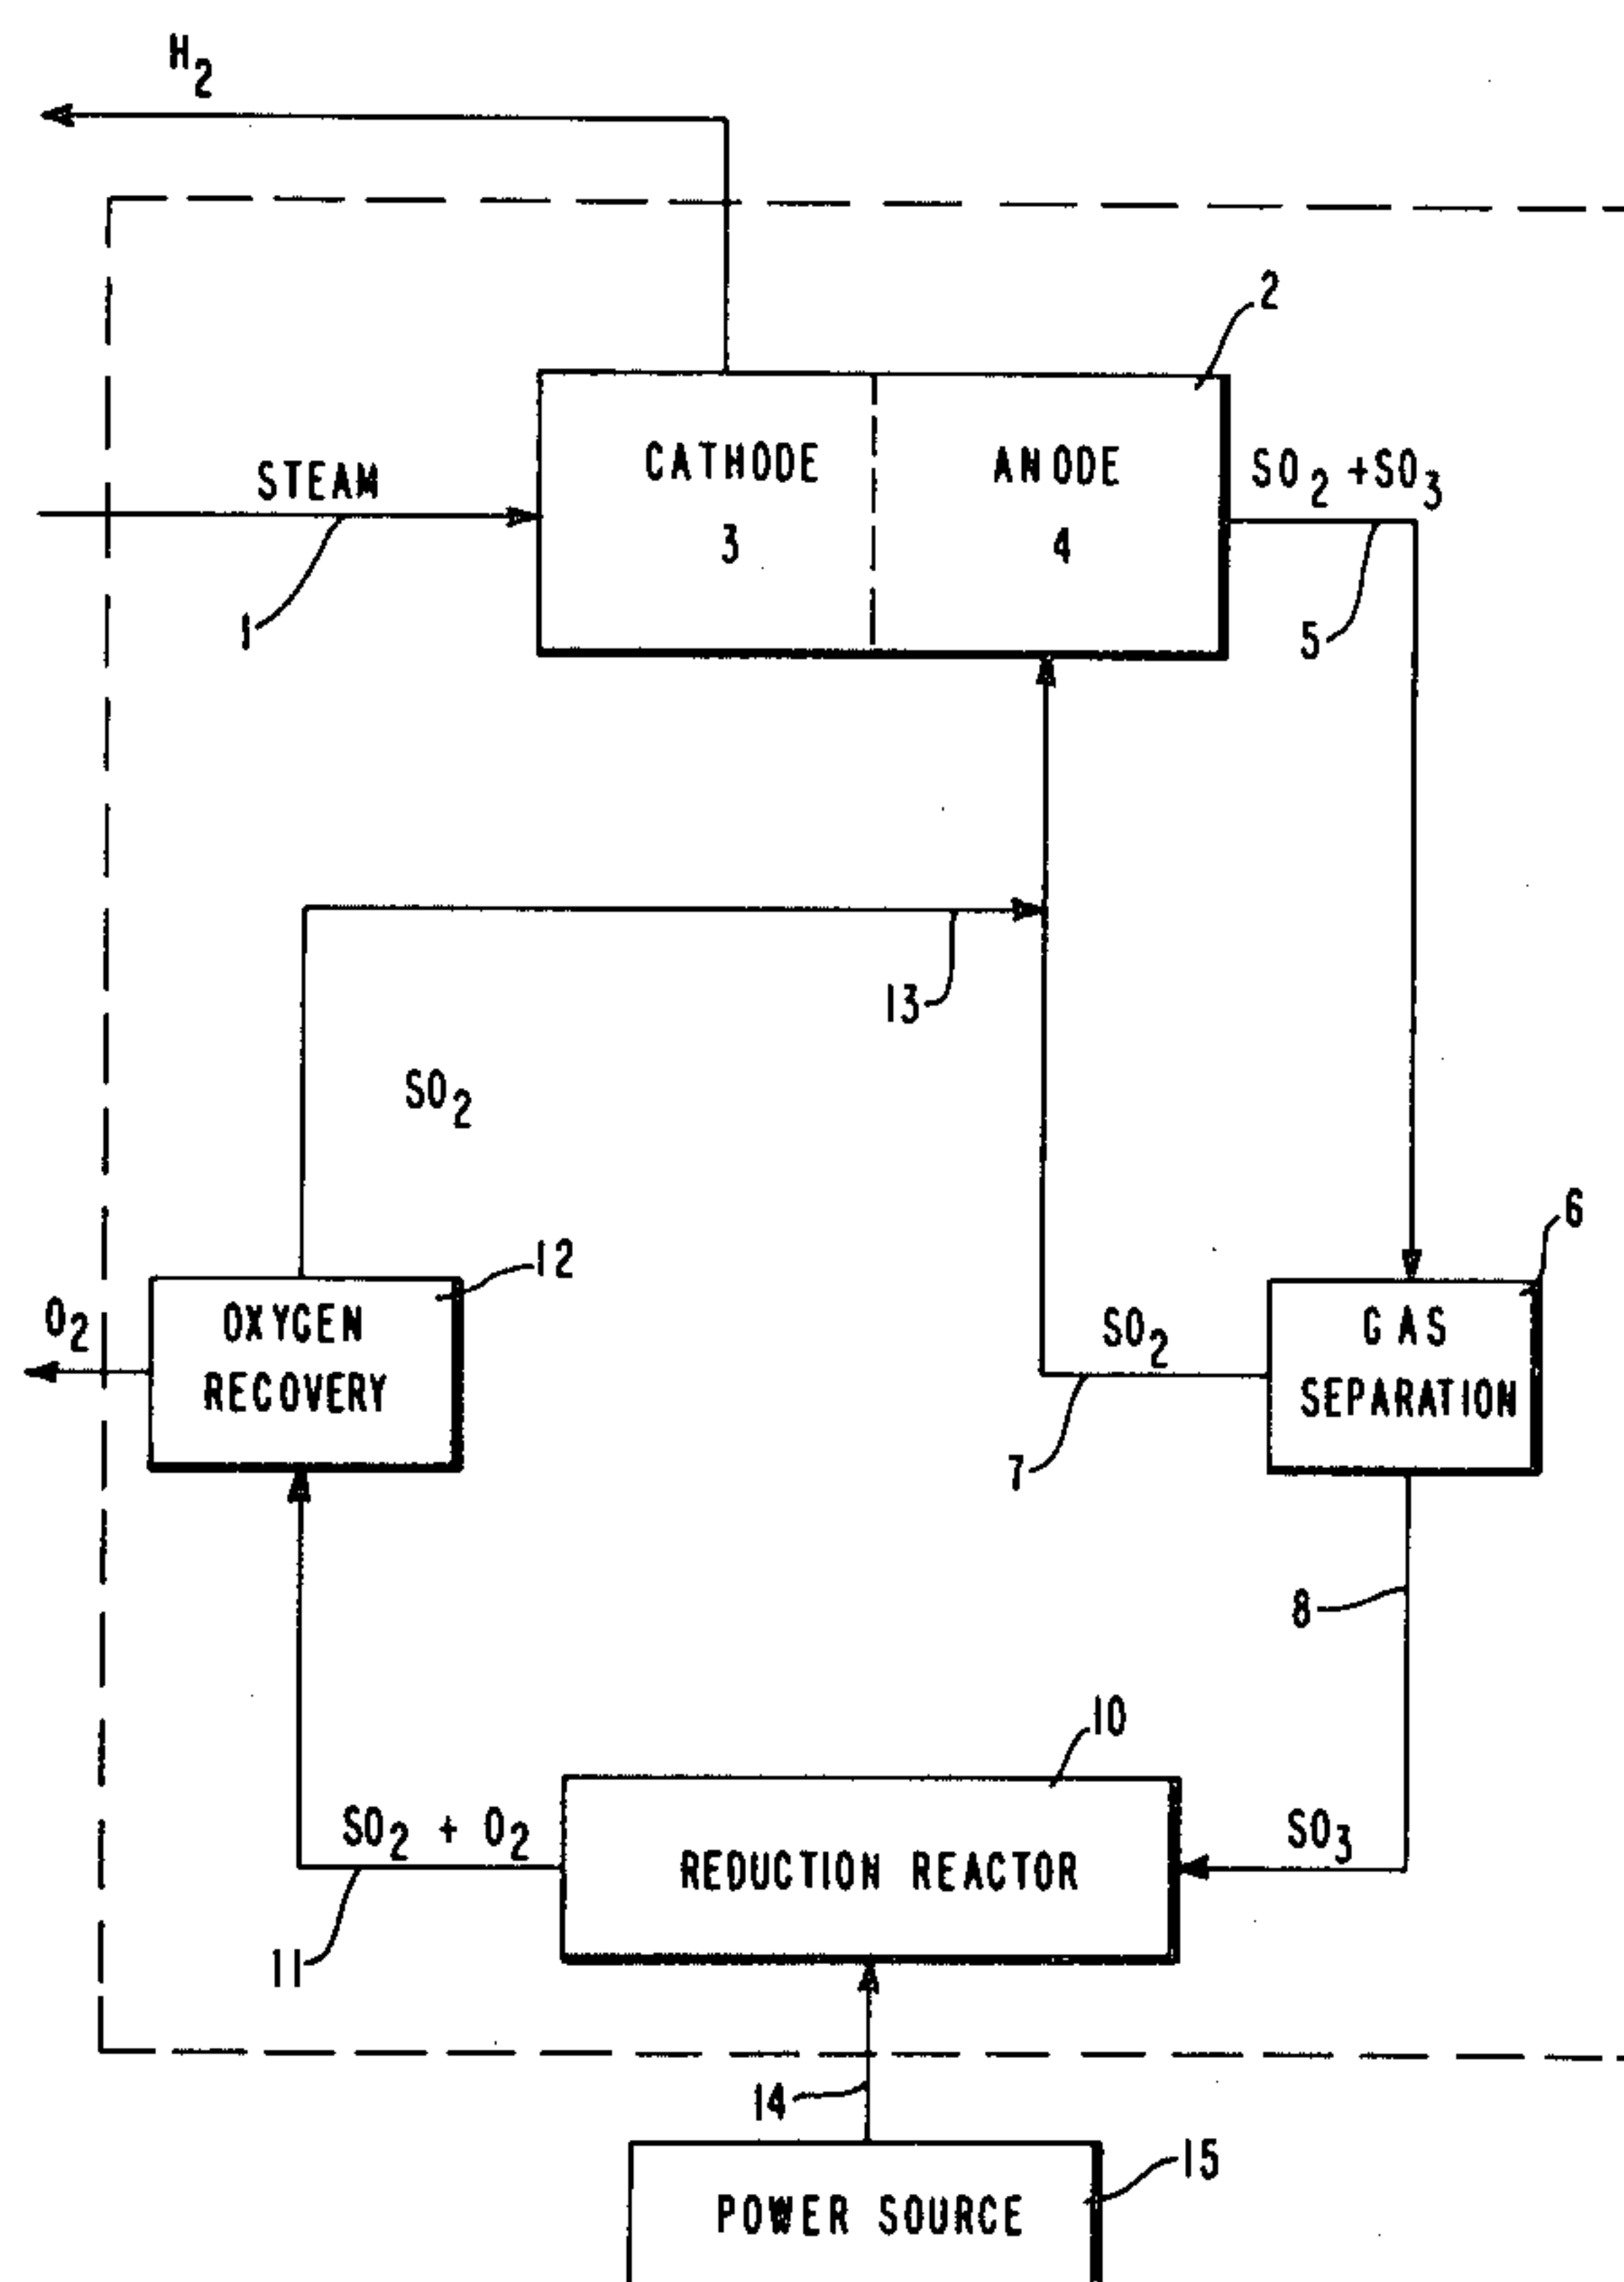 H2
2
STEAM
CATHODE
3
ANODE
4
SO2 +SO3
1
5
13
SO2
6
12
O2
OXYGEN
RECOVERY
SO2
GAS
SEPARATION
7
8
10
SO2 + O2
REDUCTION REACTOR
SO3
11
14
15
POWER SOURCE